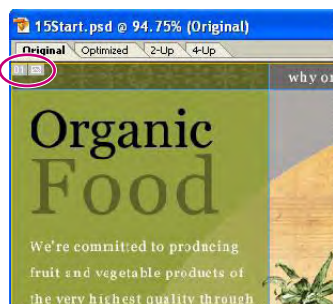 15Start.psd @ 94.75% (Original)
Original Optimized 2-Up 4-Up
01
why or
Organic
Food
We're committed to producing
fruit and vegetable products of
the very highest quality through